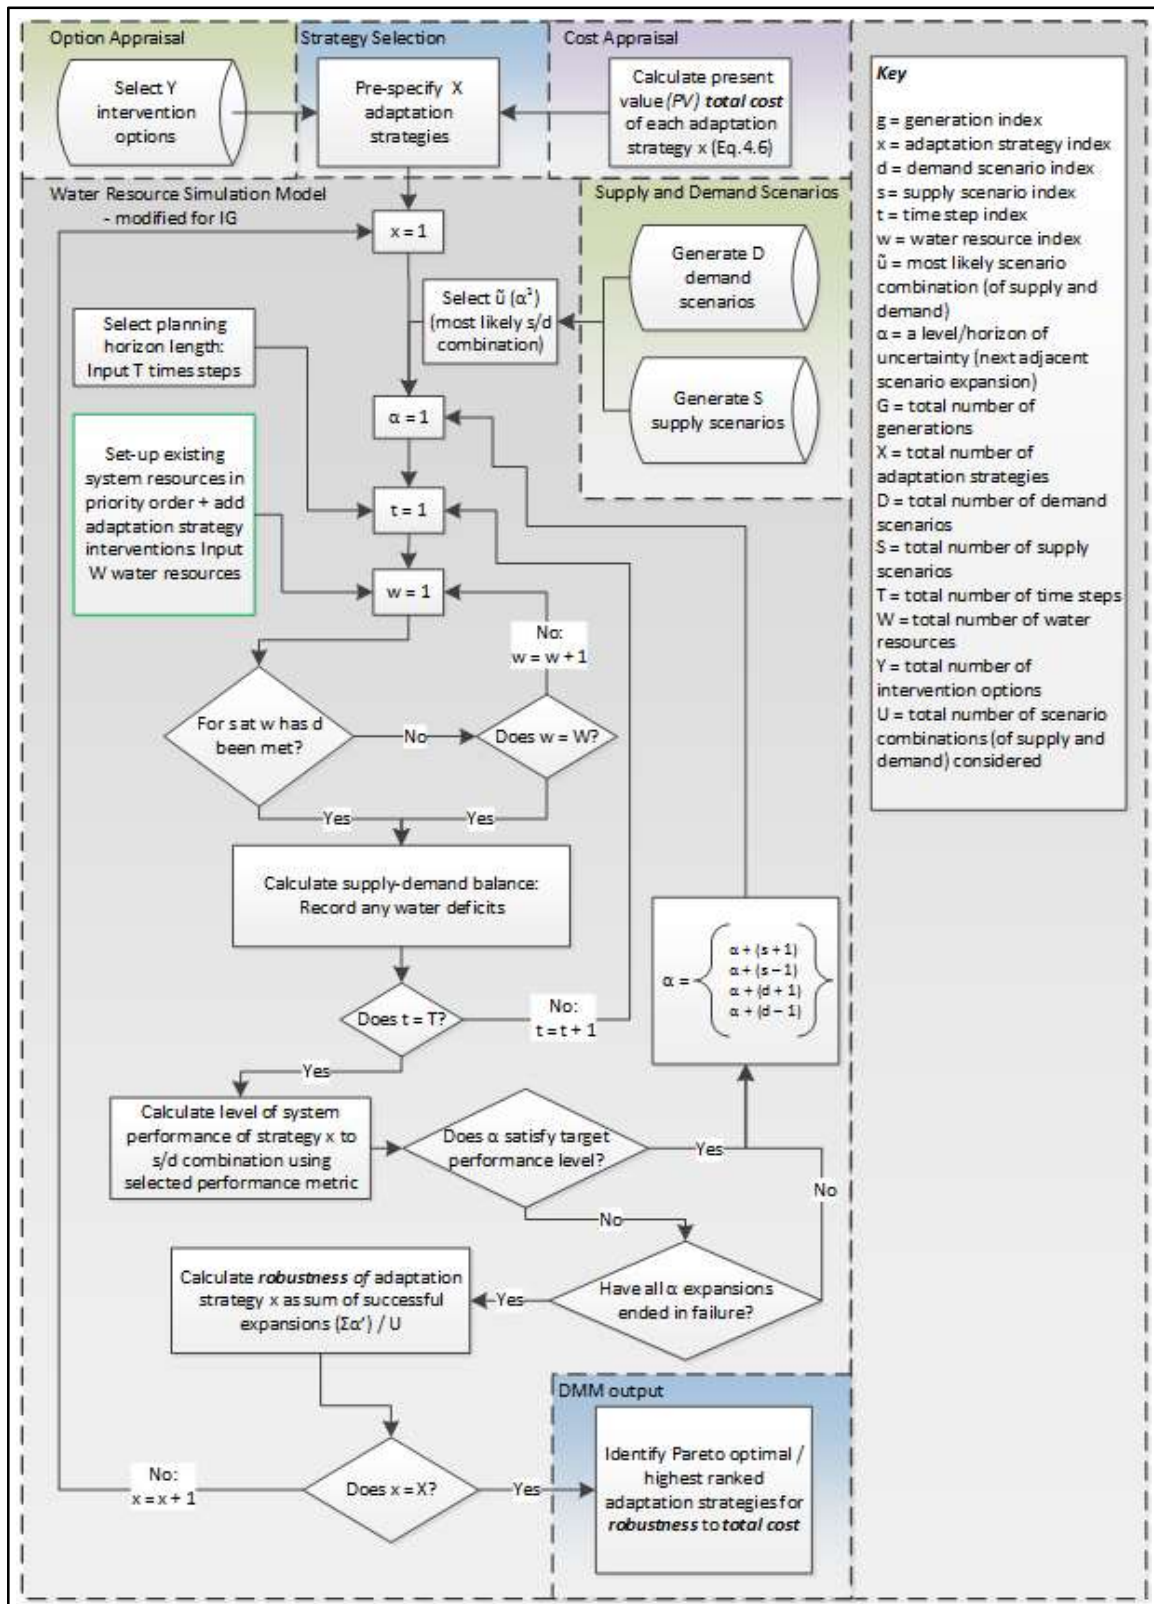 Option Appraisal
Strategy Selection
Cost Appraisal
Select Y
intervention
options
Pre-specify X
adaptation
strategies
Calculate present
value (PV) total cost
of each adaptation
strategy x (Eq.4.6)
Water Resource Simulation Model
- modified for IG
Supply and Demand Scenarios
x = 1
Generate D
demand
scenarios
Select ũ (α¹)
(most likely s/d
combination)
Generate S
supply scenarios
Select planning
horizon length:
Input T times steps
α = 1
Set-up existing
system resources in
priority order + add
adaptation strategy
interventions: Input
W water resources
t = 1
w = 1
No:
w = w + 1
For s at w has d
been met?
No
Does w = W?
Yes
Yes
Calculate supply-demand balance:
Record any water deficits
α =
α + (s + 1)
α + (s – 1)
α + (d + 1)
α + (d – 1)
Does t = T?
No:
t = t + 1
Yes
Calculate level of system
performance of strategy x to
s/d combination using
selected performance metric
Does α satisfy target
performance level?
Yes
No
No
Calculate robustness of adaptation
strategy x as sum of successful
expansions (Σα’) / U
Yes
Have all α expansions
ended in failure?
DMM output
No:
x = x + 1
Does x = X?
Yes
Identify Pareto optimal /
highest ranked
adaptation strategies for
robustness to total cost
Key
g = generation index
x = adaptation strategy index
d = demand scenario index
s = supply scenario index
t = time step index
w = water resource index
ũ = most likely scenario
combination (of supply and
demand)
α = a level/horizon of
uncertainty (next adjacent
scenario expansion)
G = total number of
generations
X = total number of
adaptation strategies
D = total number of demand
scenarios
S = total number of supply
scenarios
T = total number of time steps
W = total number of water
resources
Y = total number of
intervention options
U = total number of scenario
combinations (of supply and
demand) considered